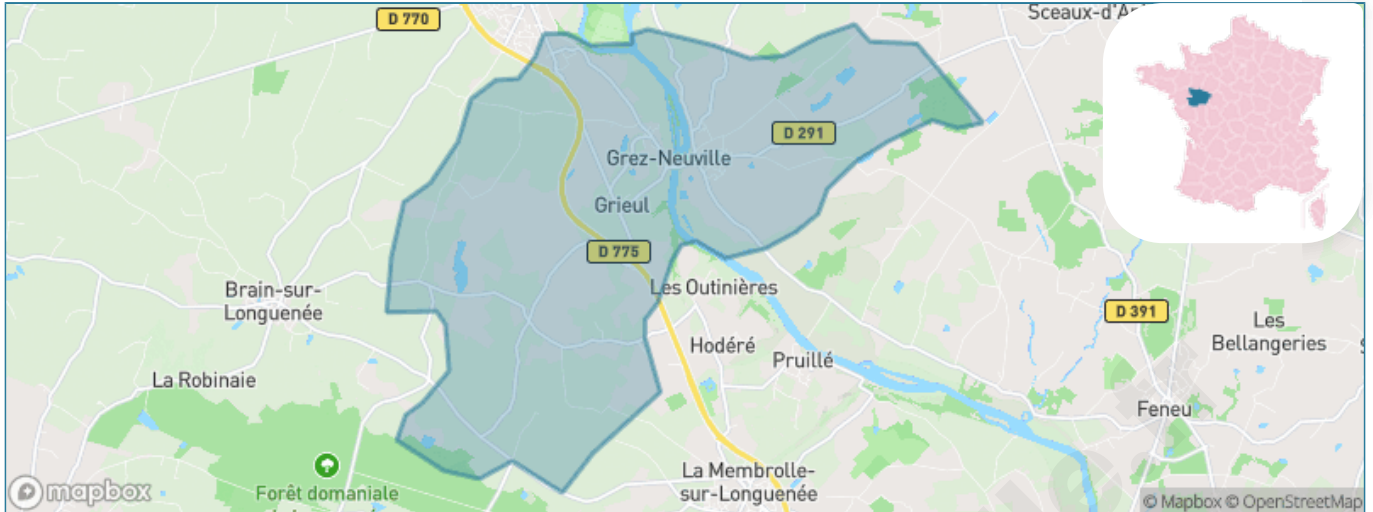 D 770
Sceaux-d'
D 291
Grez-Neuville
Grieul
D 775
Les Outinières
Brain-sur-
Longuenée
D 391
Les
Bellangeries
Hodéré
Pruillé
La Robinaie
Feneu
La Membrolle-
sur-Longuenée
Forêt domaniale
mapbox
© Mapbox © OpenStreetMap